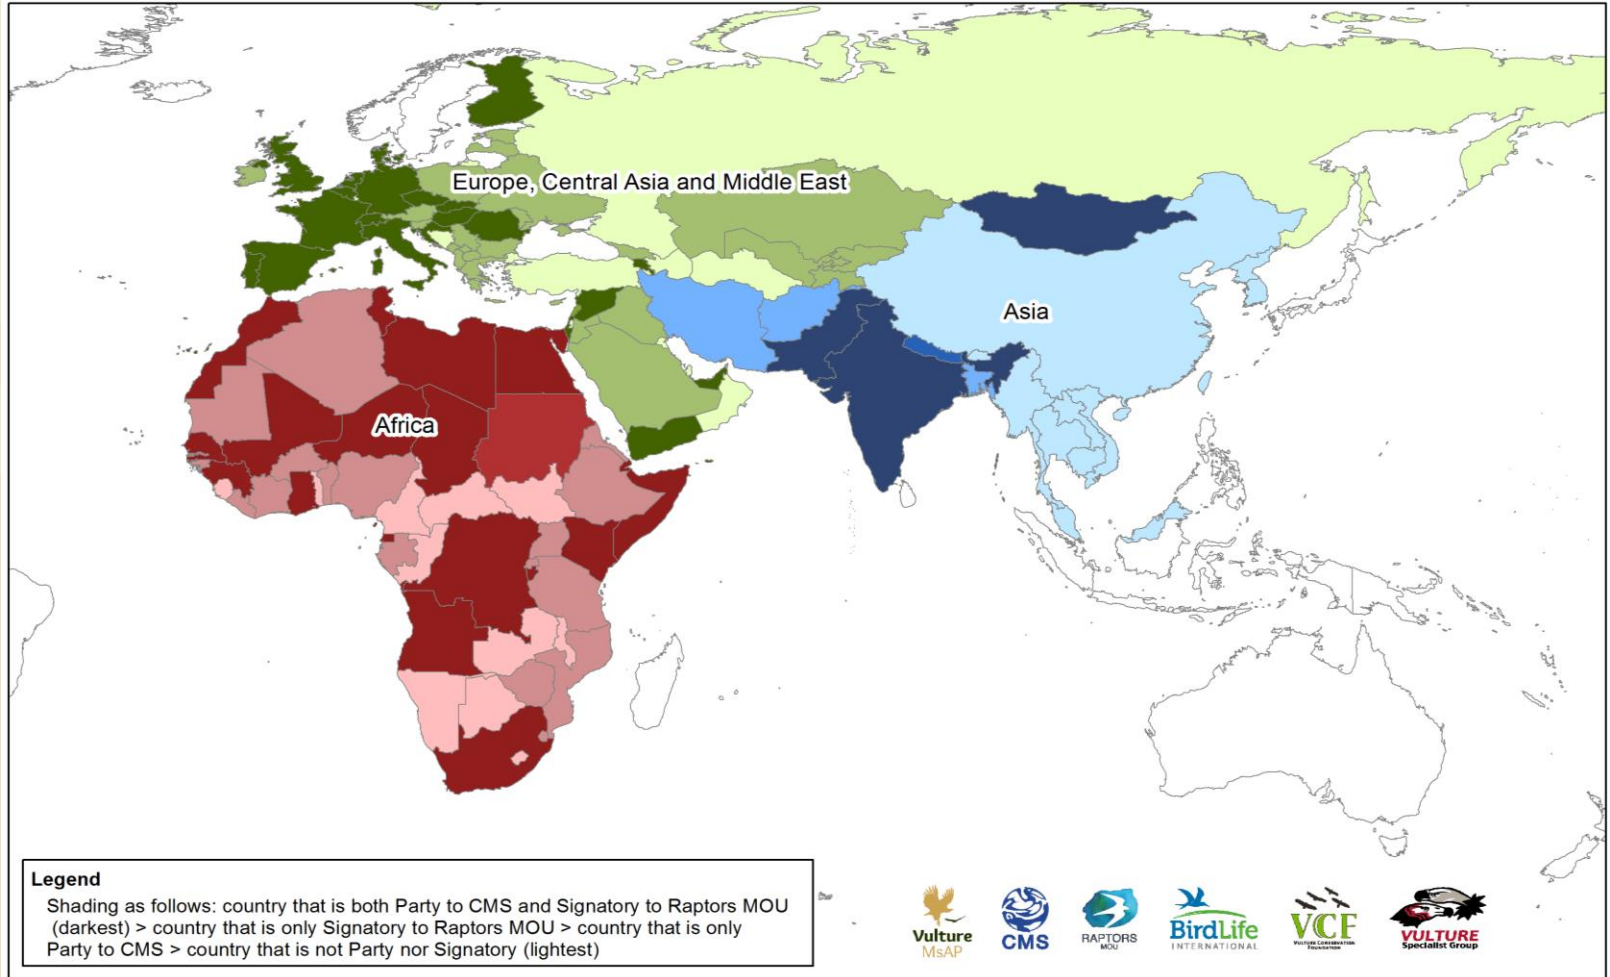 Europe, Central Asia and Middle East
Asia
Africa
Legend
Shading as follows: country that is both Party to CMS and Signatory to Raptors MOU
(darkest) > country that is only Signatory to Raptors MOU > country that is only
Party to CMS > country that is not Party nor Signatory (lightest)
Vulture
MsAP
CMS
RAPTORS
MOU
BirdLife
INTERNATIONAL
VCF
VULTURE CONSERVATION
FOUNDATION
VULTURE
Specialist Group